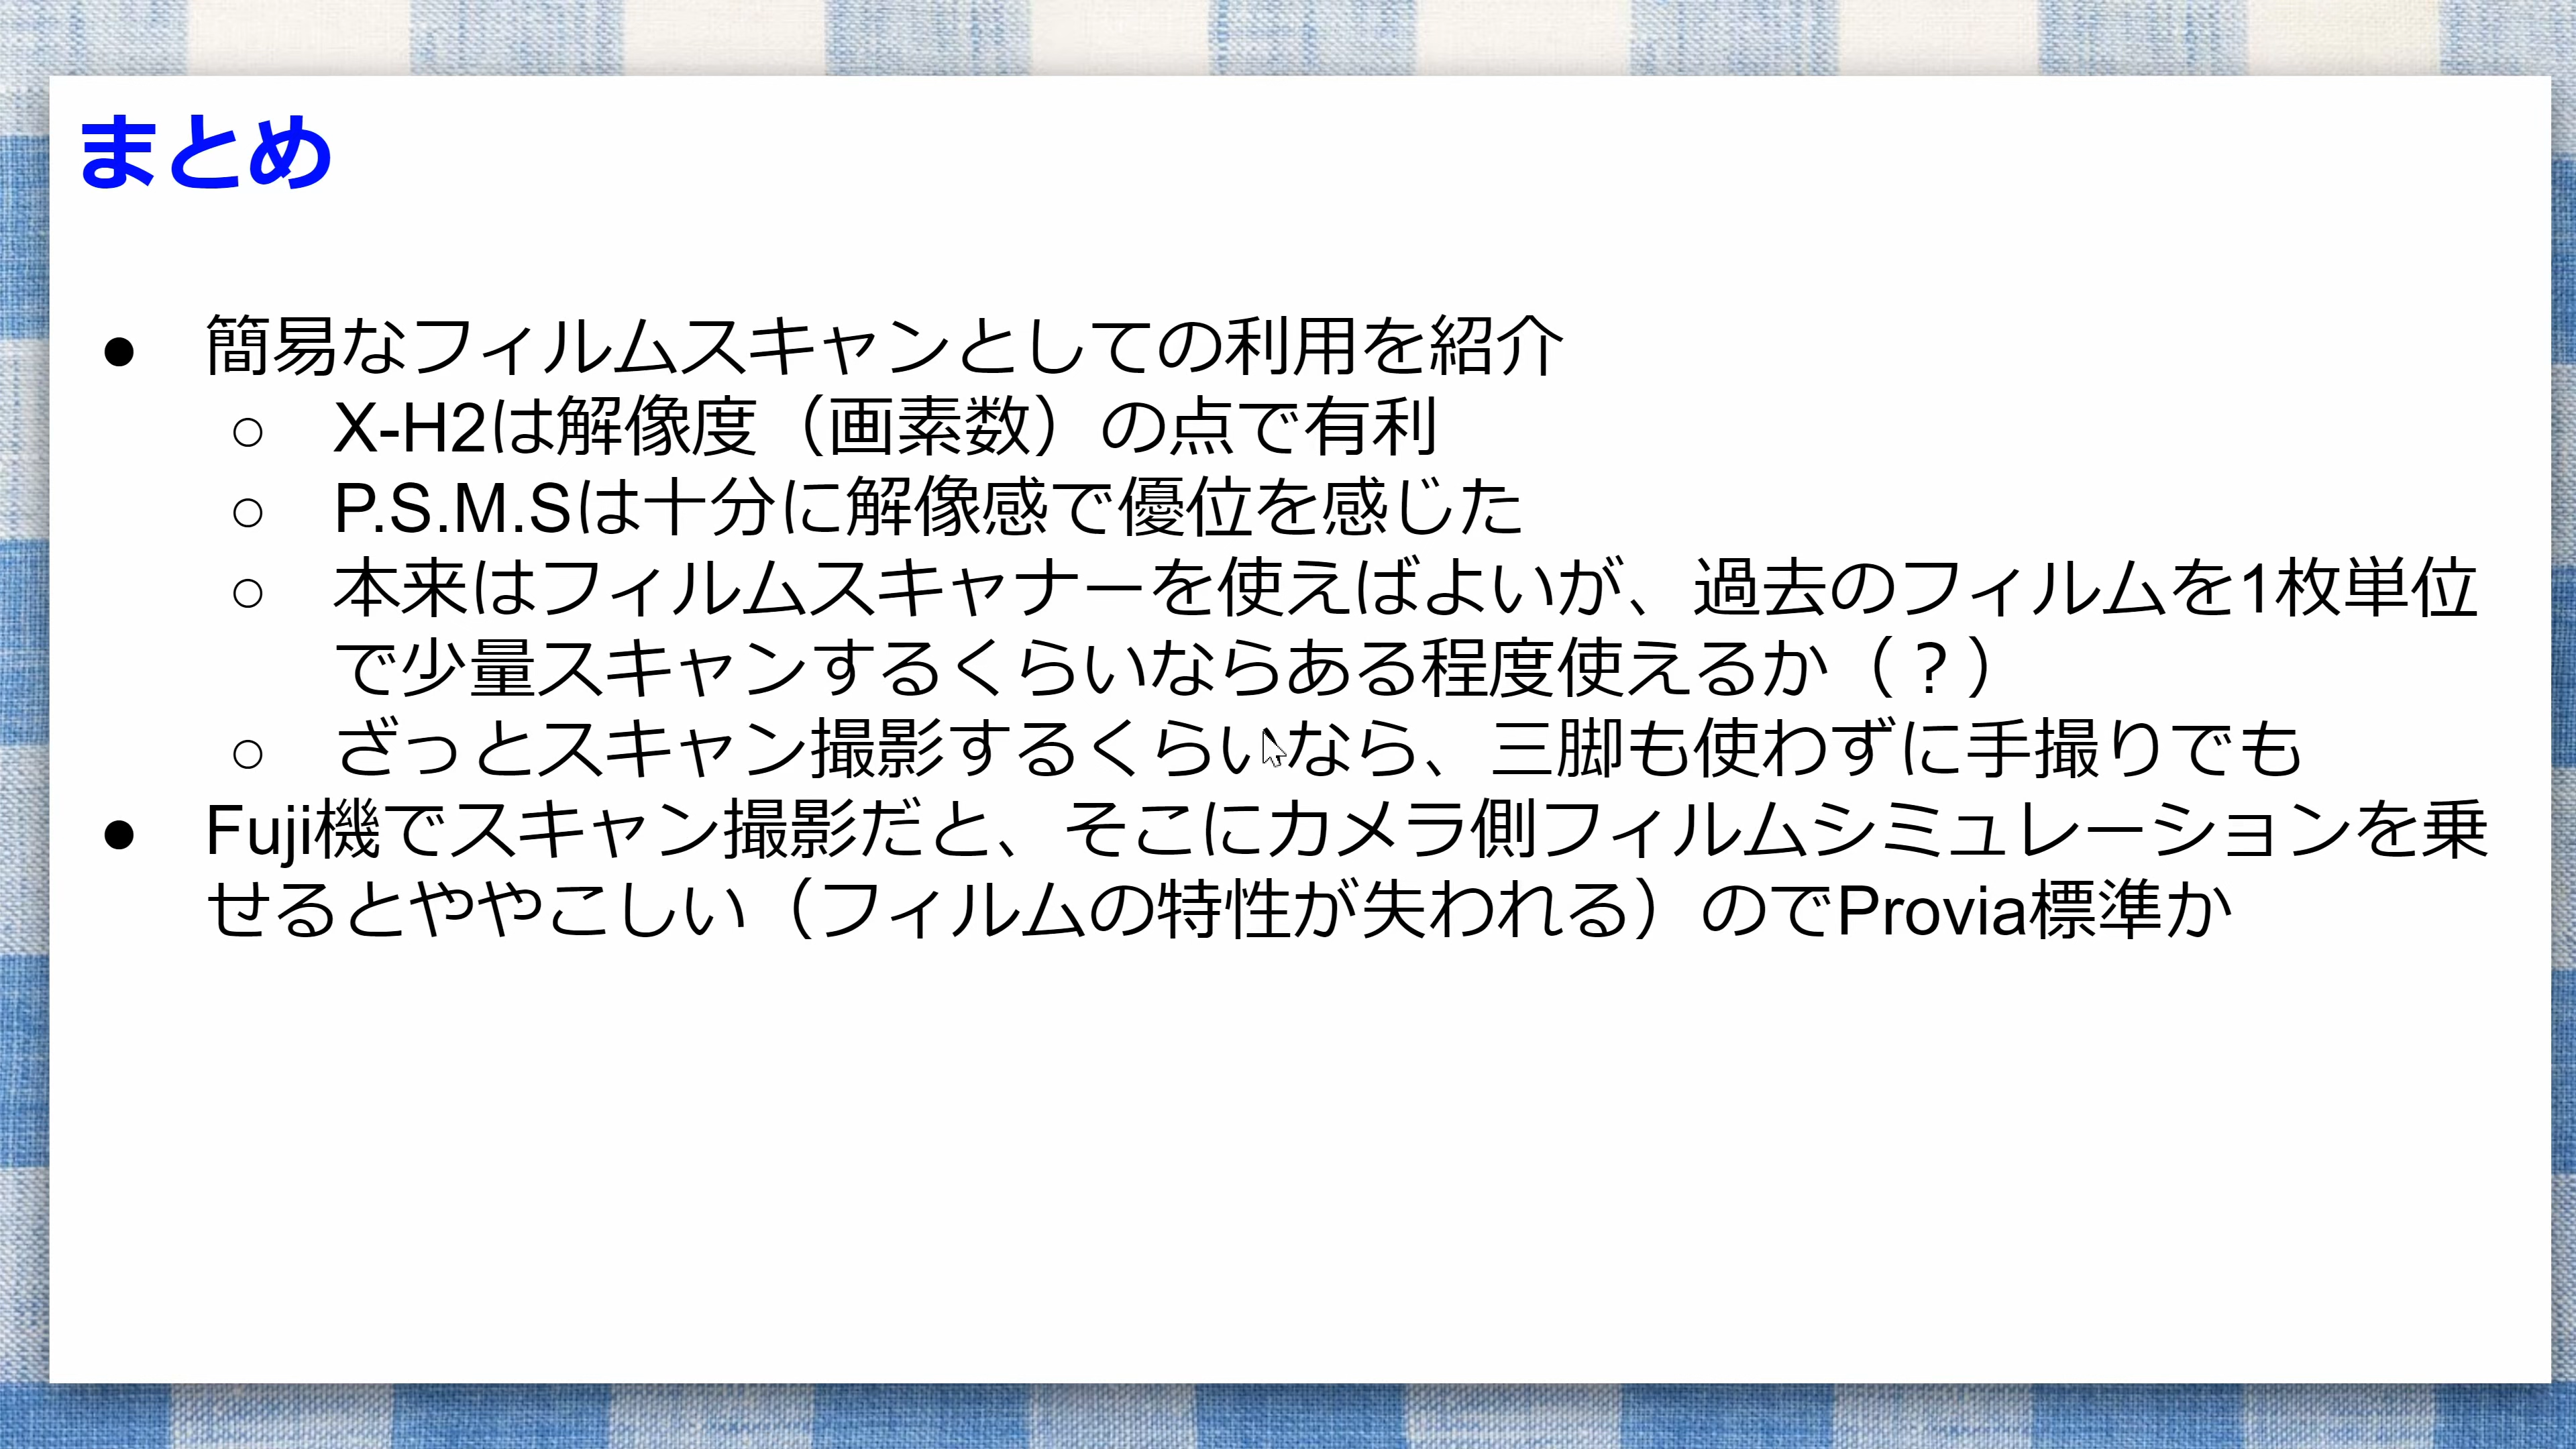 まとめ
● 簡易なフィルムスキャンとしての利用を紹介
○ X-H2は解像度（画素数）の点で有利
○ P.S.M.Sは十分に解像感で優位を感じた
○ 本来はフィルムスキャナーを使えばよいが、過去のフィルムを1枚単位
で少量スキャンするくらいならある程度使えるか（？）
○ ざっとスキャン撮影するくらいなら、三脚も使わずに手撮りでも
● Fuji機でスキャン撮影だと、そこにカメラ側フィルムシミュレーションを乗
せるとややこしい（フィルムの特性が失われる）のでProvia標準か